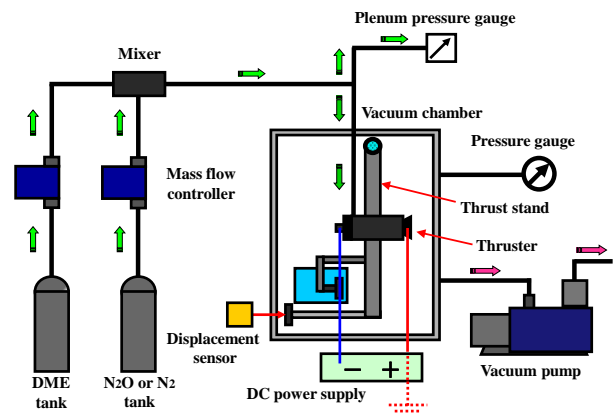 Plenum pressure gauge
Mixer
Vacuum chamber
Pressure gauge
Mass flow
controller
Thrust stand
Thruster
Displacement
sensor
DME
tank
N2O or N2
tank
− +
DC power supply
Vacuum pump